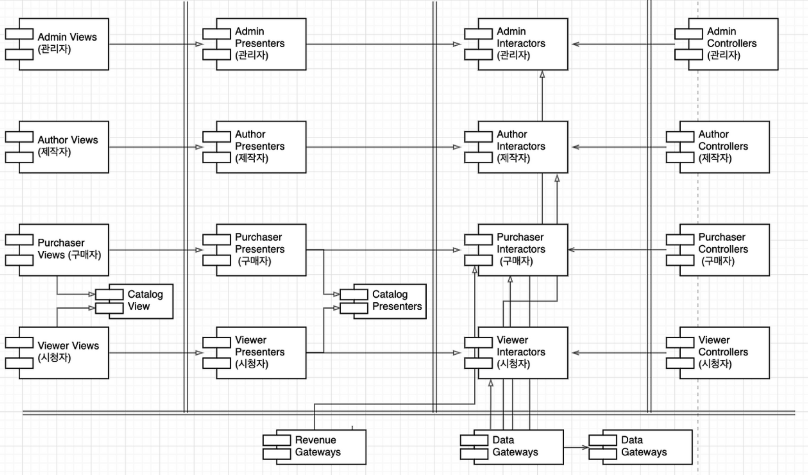 Admin Views
(관리자)
Admin
Presenters
(관리자)
Admin
Interactors
(관리자)
Admin
Controllers
(관리자)
Author Views
(제작자)
Author
Presenters
(제작자)
Author
Interactors
(제작자)
Author
Controllers
(제작자)
Purchaser
Views (구매자)
Purchaser
Presenters
(구매자)
Purchaser
Interactors
(구매자)
Purchaser
Controllers
(구매자)
Catalog
View
Catalog
Presenters
Viewer Views
(시청자)
Viewer
Presenters
(시청자)
Viewer
Interactors
(시청자)
Viewer
Controllers
(시청자)
Revenue
Gateways
Data
Gateways
Data
Gateways